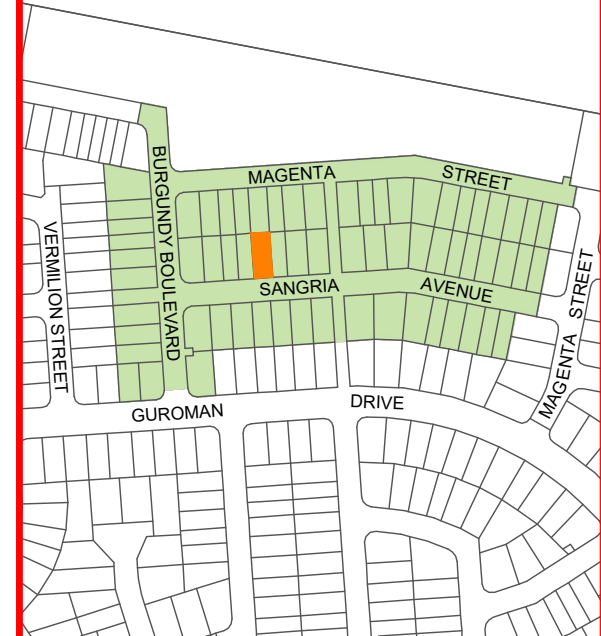 MAGENTA
STREET
BURGUNDY BOULEVARD
VERMILION STREET
SANGRIA
AVENUE
MAGENTA STREET
GUROMAN
DRIVE